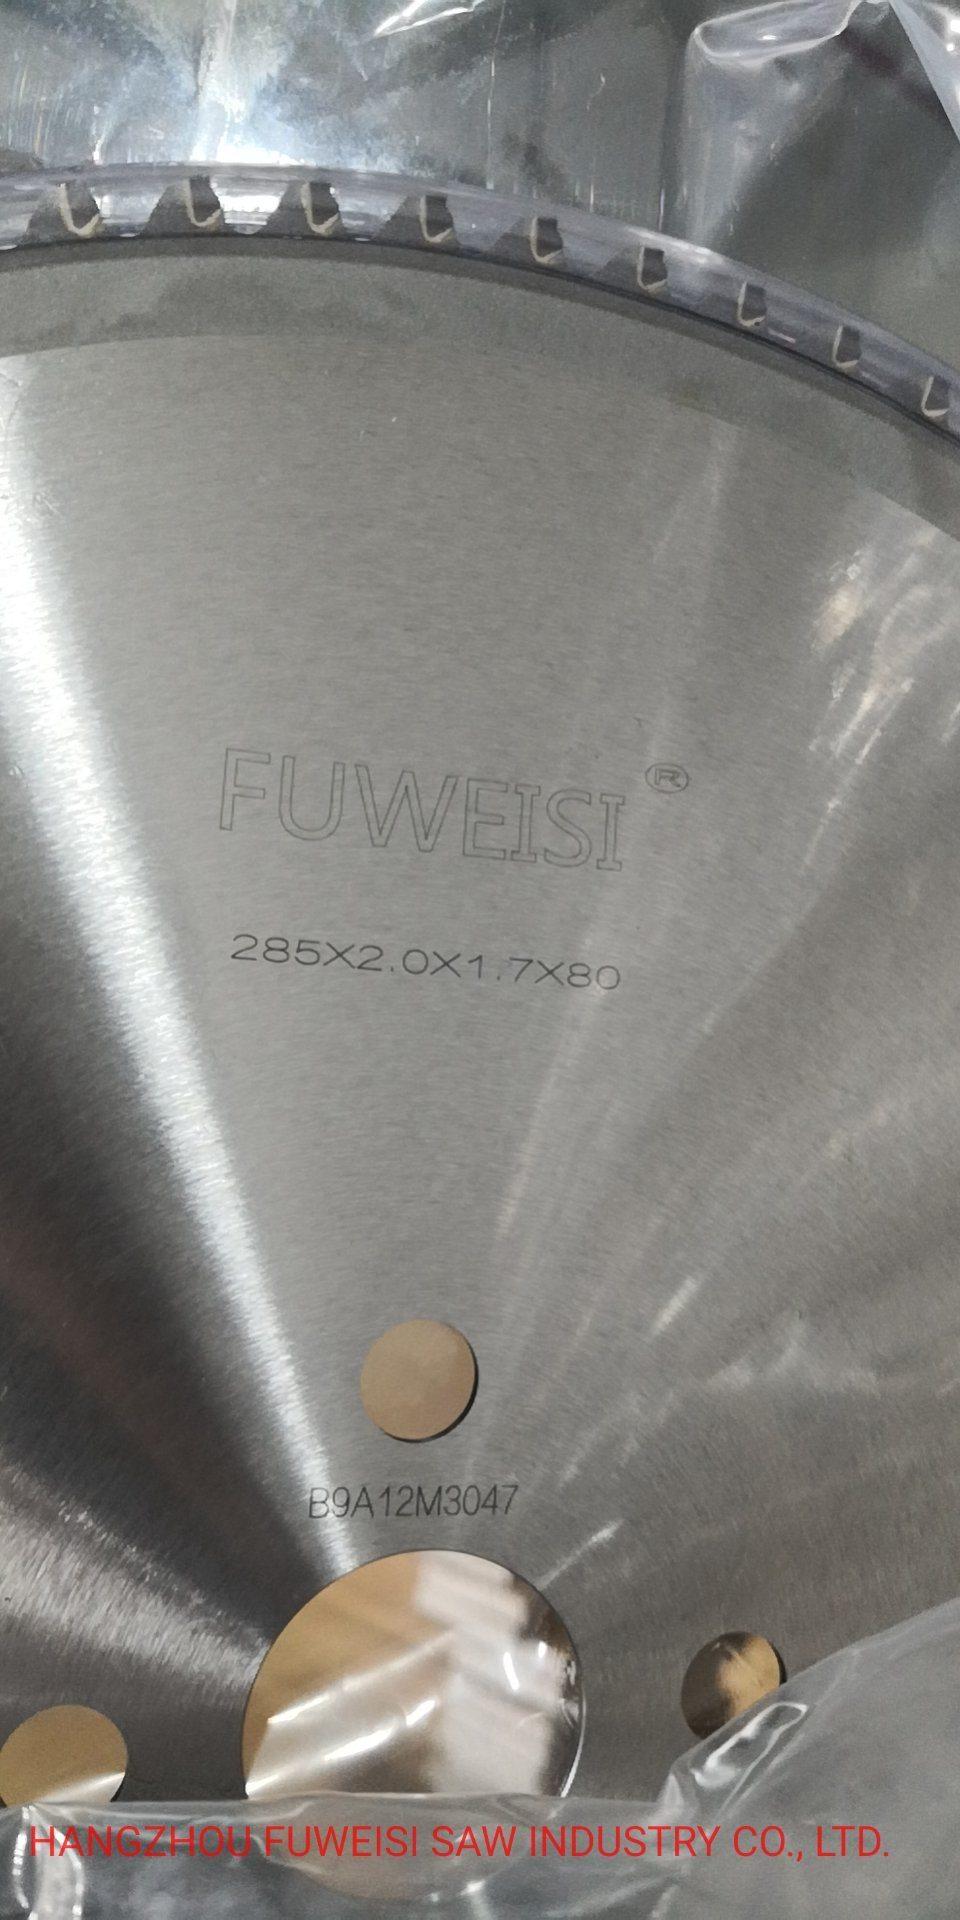 FUWEISI ®
285X2.0X1.7X80
B9A12M3047
HANGZHOU FUWEISI SAW INDUSTRY CO., LTD.